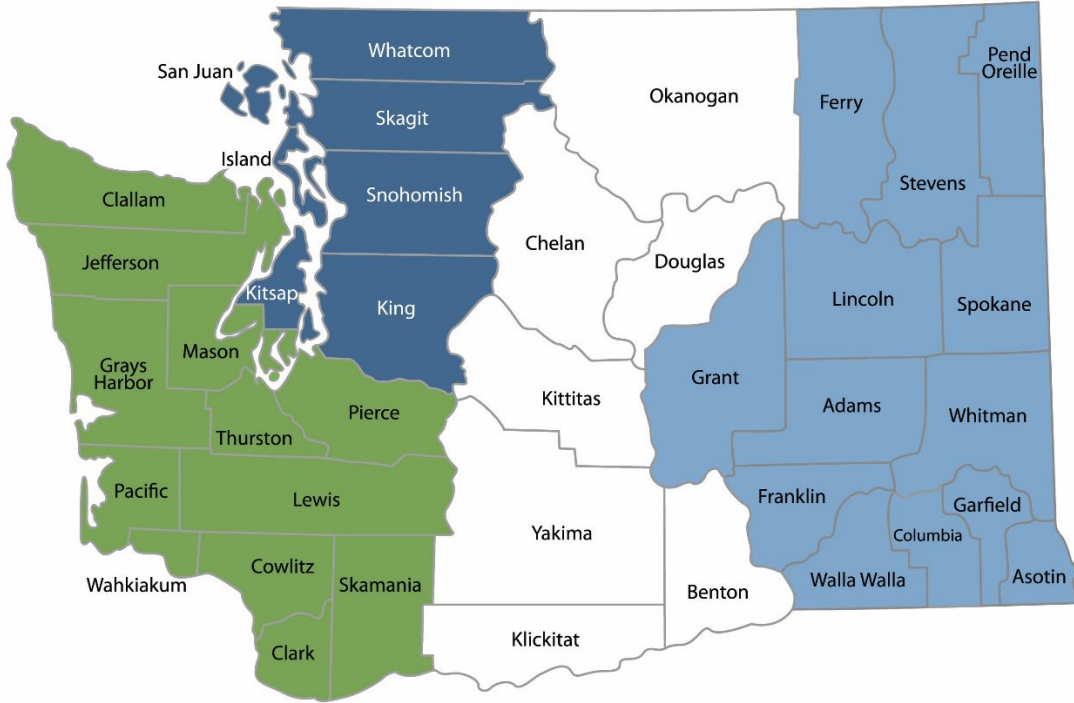 Whatcom
Pend
Oreille
San Juan
Okanogan
Ferry
Skagit
Island
Stevens
Clallam
Snohomish
Chelan
Douglas
Jefferson
Kitsap
King
Lincoln
Spokane
Mason
Grays
Harbor
Grant
Kittitas
Adams
Pierce
Whitman
Thurston
Pacific
Lewis
Franklin
Garfield
Yakima
Columbia
Cowlitz
Skamania
Wahkiakum
Benton
Walla Walla
Asotin
Klickitat
Clark